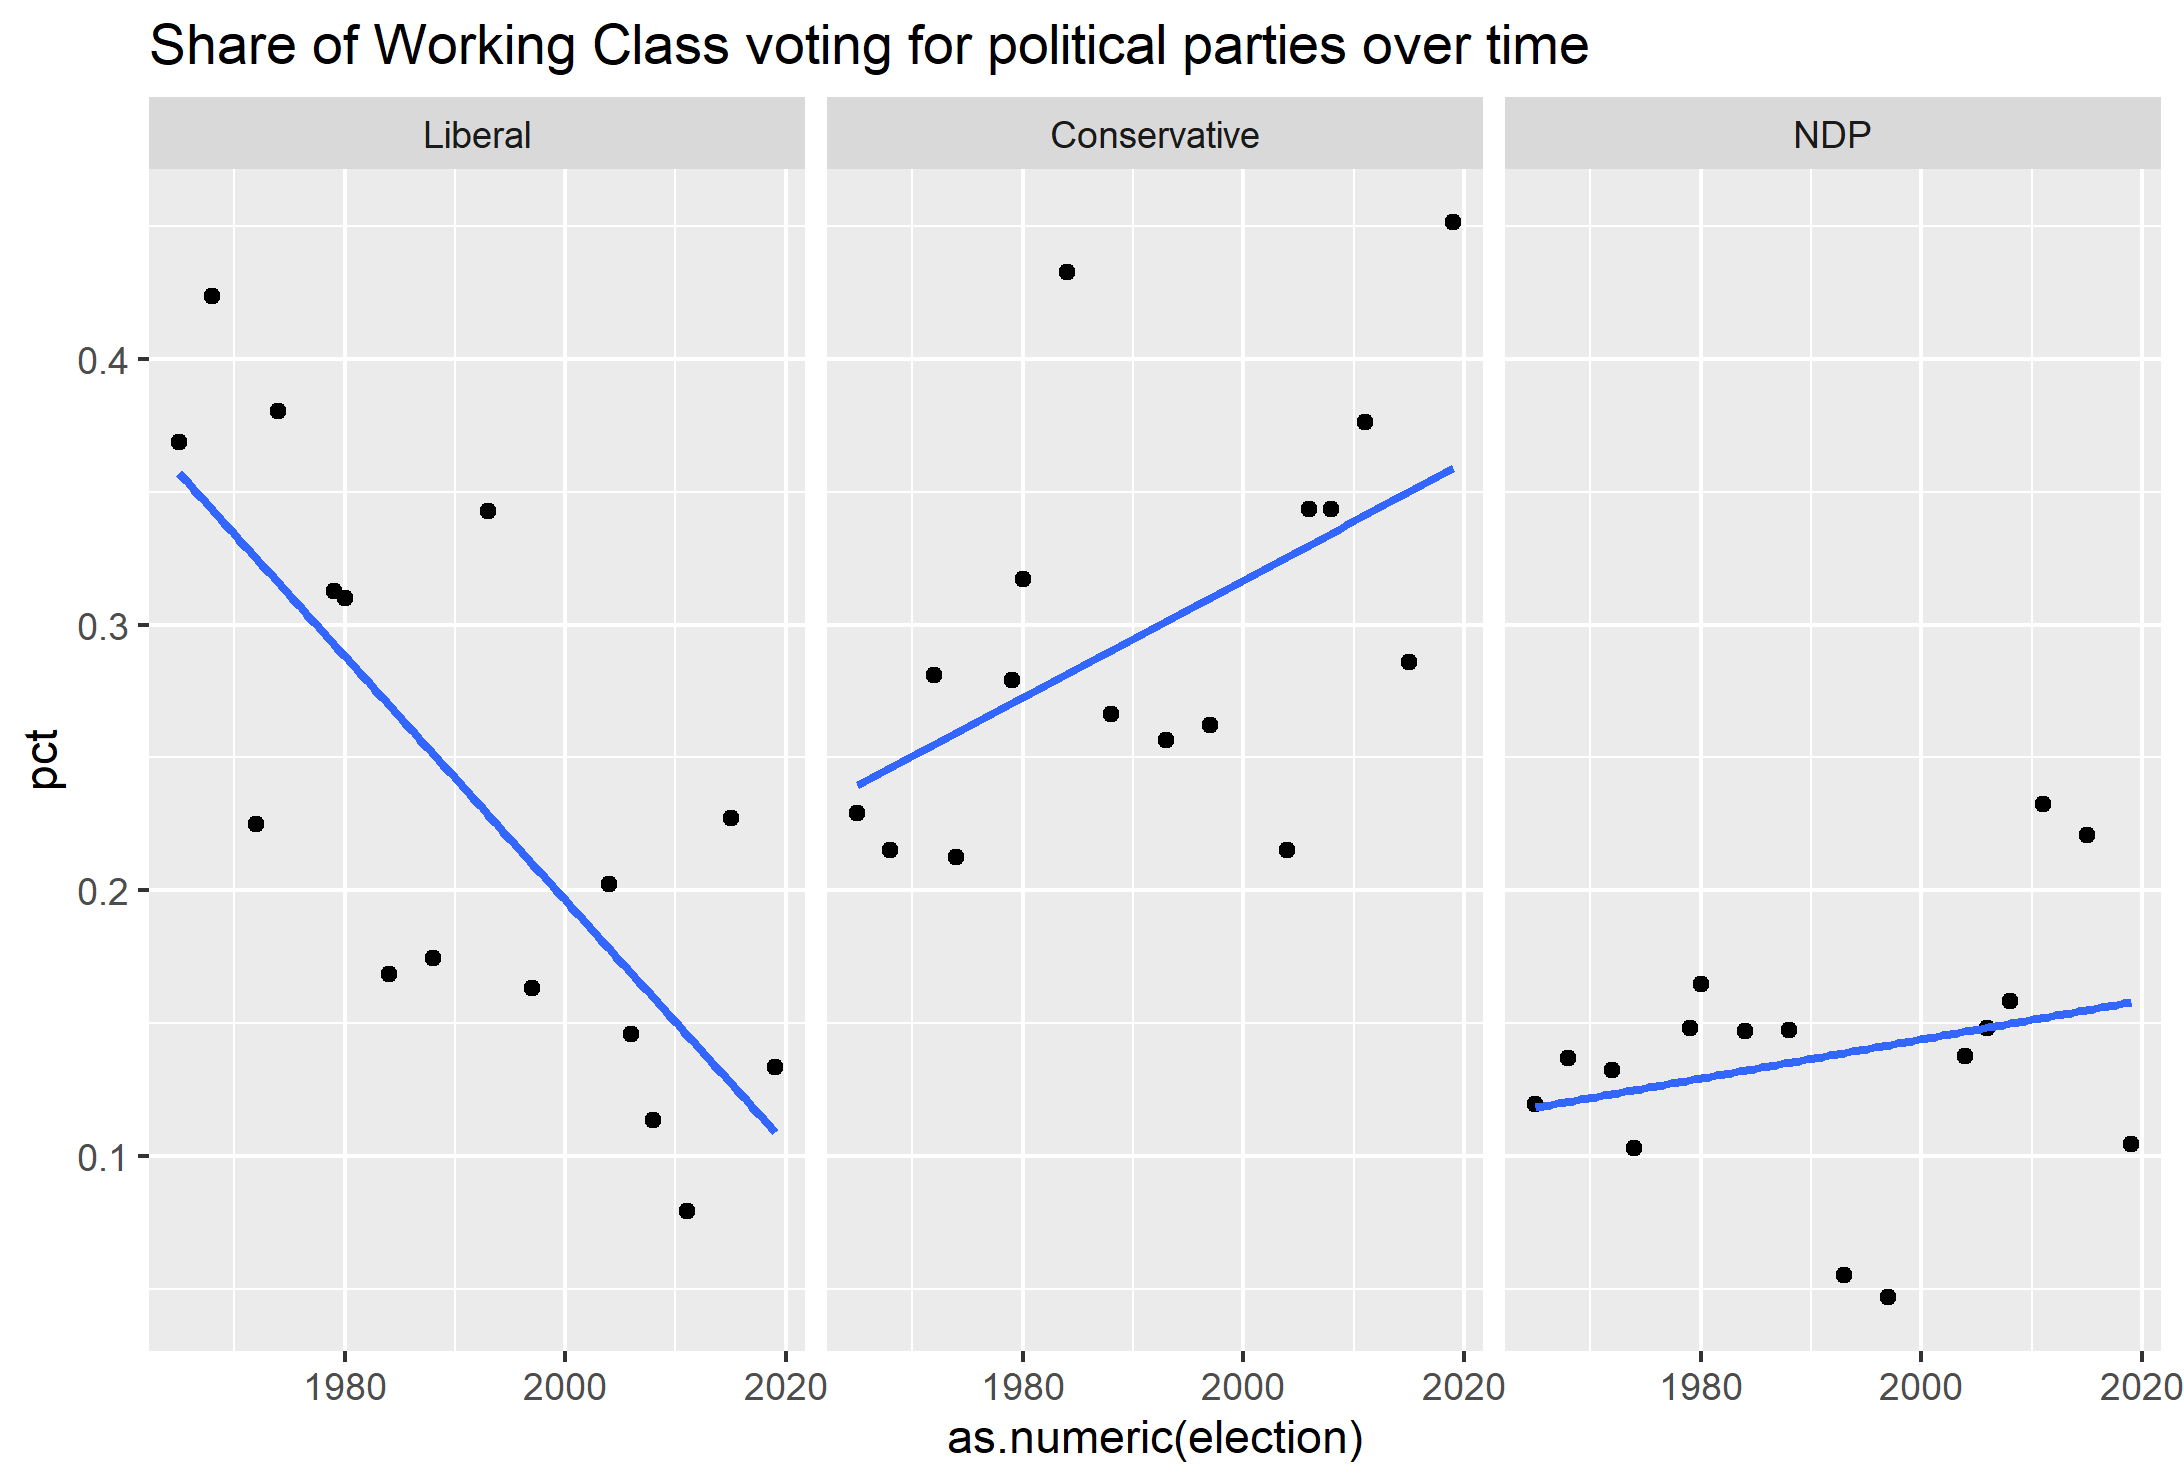 Share of Working Class voting for political parties over time
Liberal Conservative NDP
0.4
0.3
0.2
0.1
pct
1980 2000 2020 1980 2000 2020 1980 2000 2020
as.numeric(election)